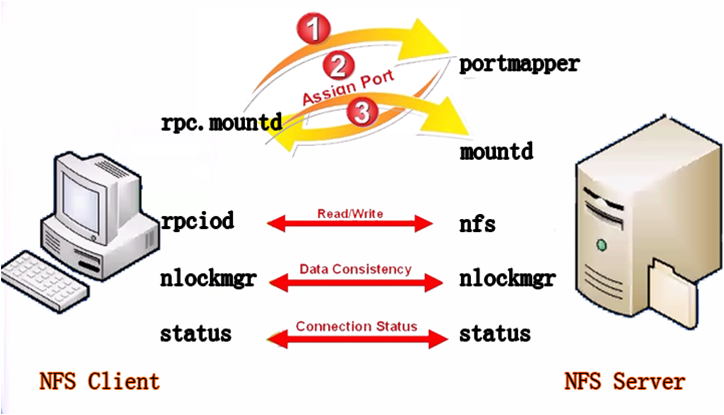 1
portmapper
2
Assign Port
3
rpc.mountd
mountd
rpciod
Read/Write
nfs
nlockmgr
Data Consistency
nlockmgr
status
Connection Status
status
NFS Client
NFS Server